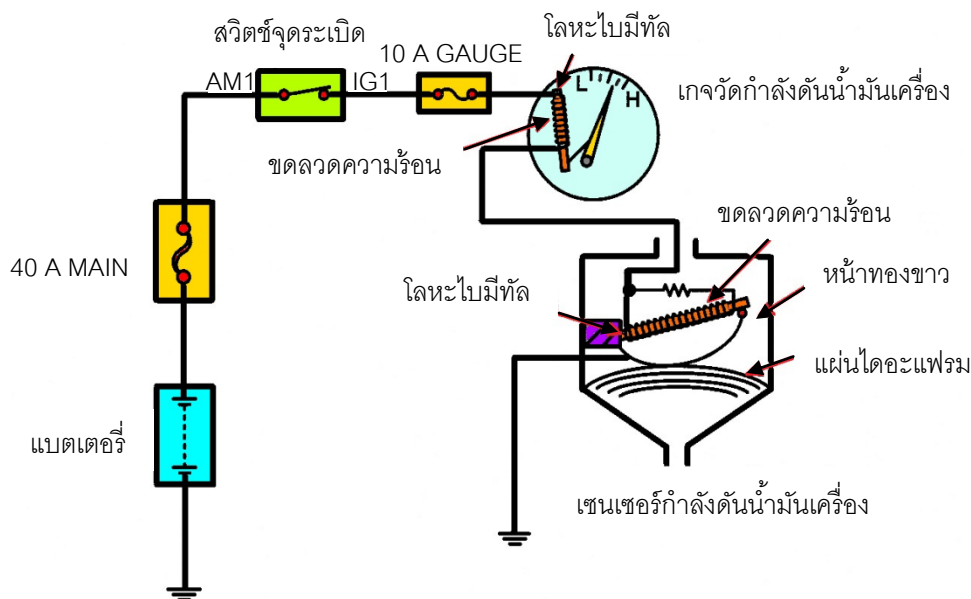 สวิตช์จุดระเบิด
โลหะไบมีทัล
10 A GAUGE
AM1
IG1
L
H
เกจวัดกำลังดันน้ำมันเครื่อง
ขดลวดความร้อน
ขดลวดความร้อน
40 A MAIN
โลหะไบมีทัล
หน้าทองขาว
แผ่นไดอะแฟรม
แบตเตอรี่
เซนเซอร์กำลังดันน้ำมันเครื่อง